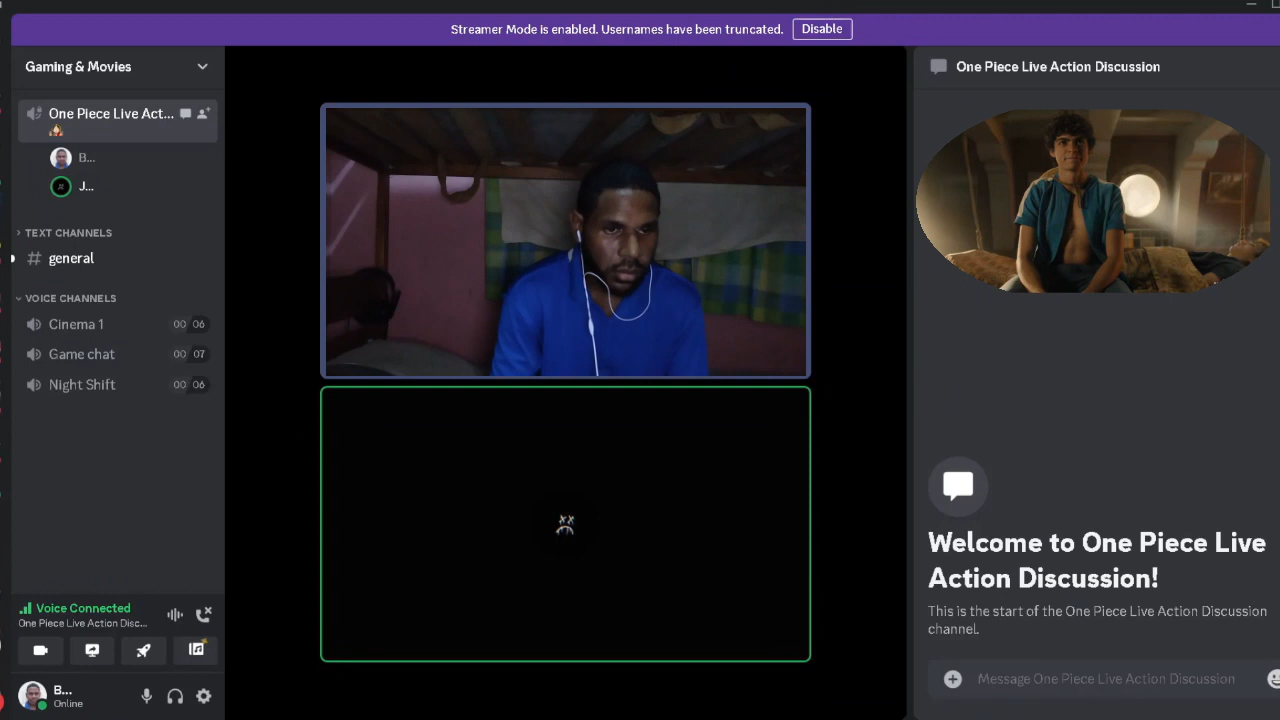 Streamer Mode is enabled. Usernames have been truncated.
Disable
Gaming & Movies
One Piece Live Act...
B...
J...
TEXT CHANNELS
general
VOICE CHANNELS
Cinema 1 00 06
Game chat 00 07
Night Shift 00 06
Voice Connected
One Piece Live Action Disc...
B...
Online
One Piece Live Action Discussion
Welcome to One Piece Live
Action Discussion!
This is the start of the One Piece Live Action Discussion
channel.
Message One Piece Live Action Discussion